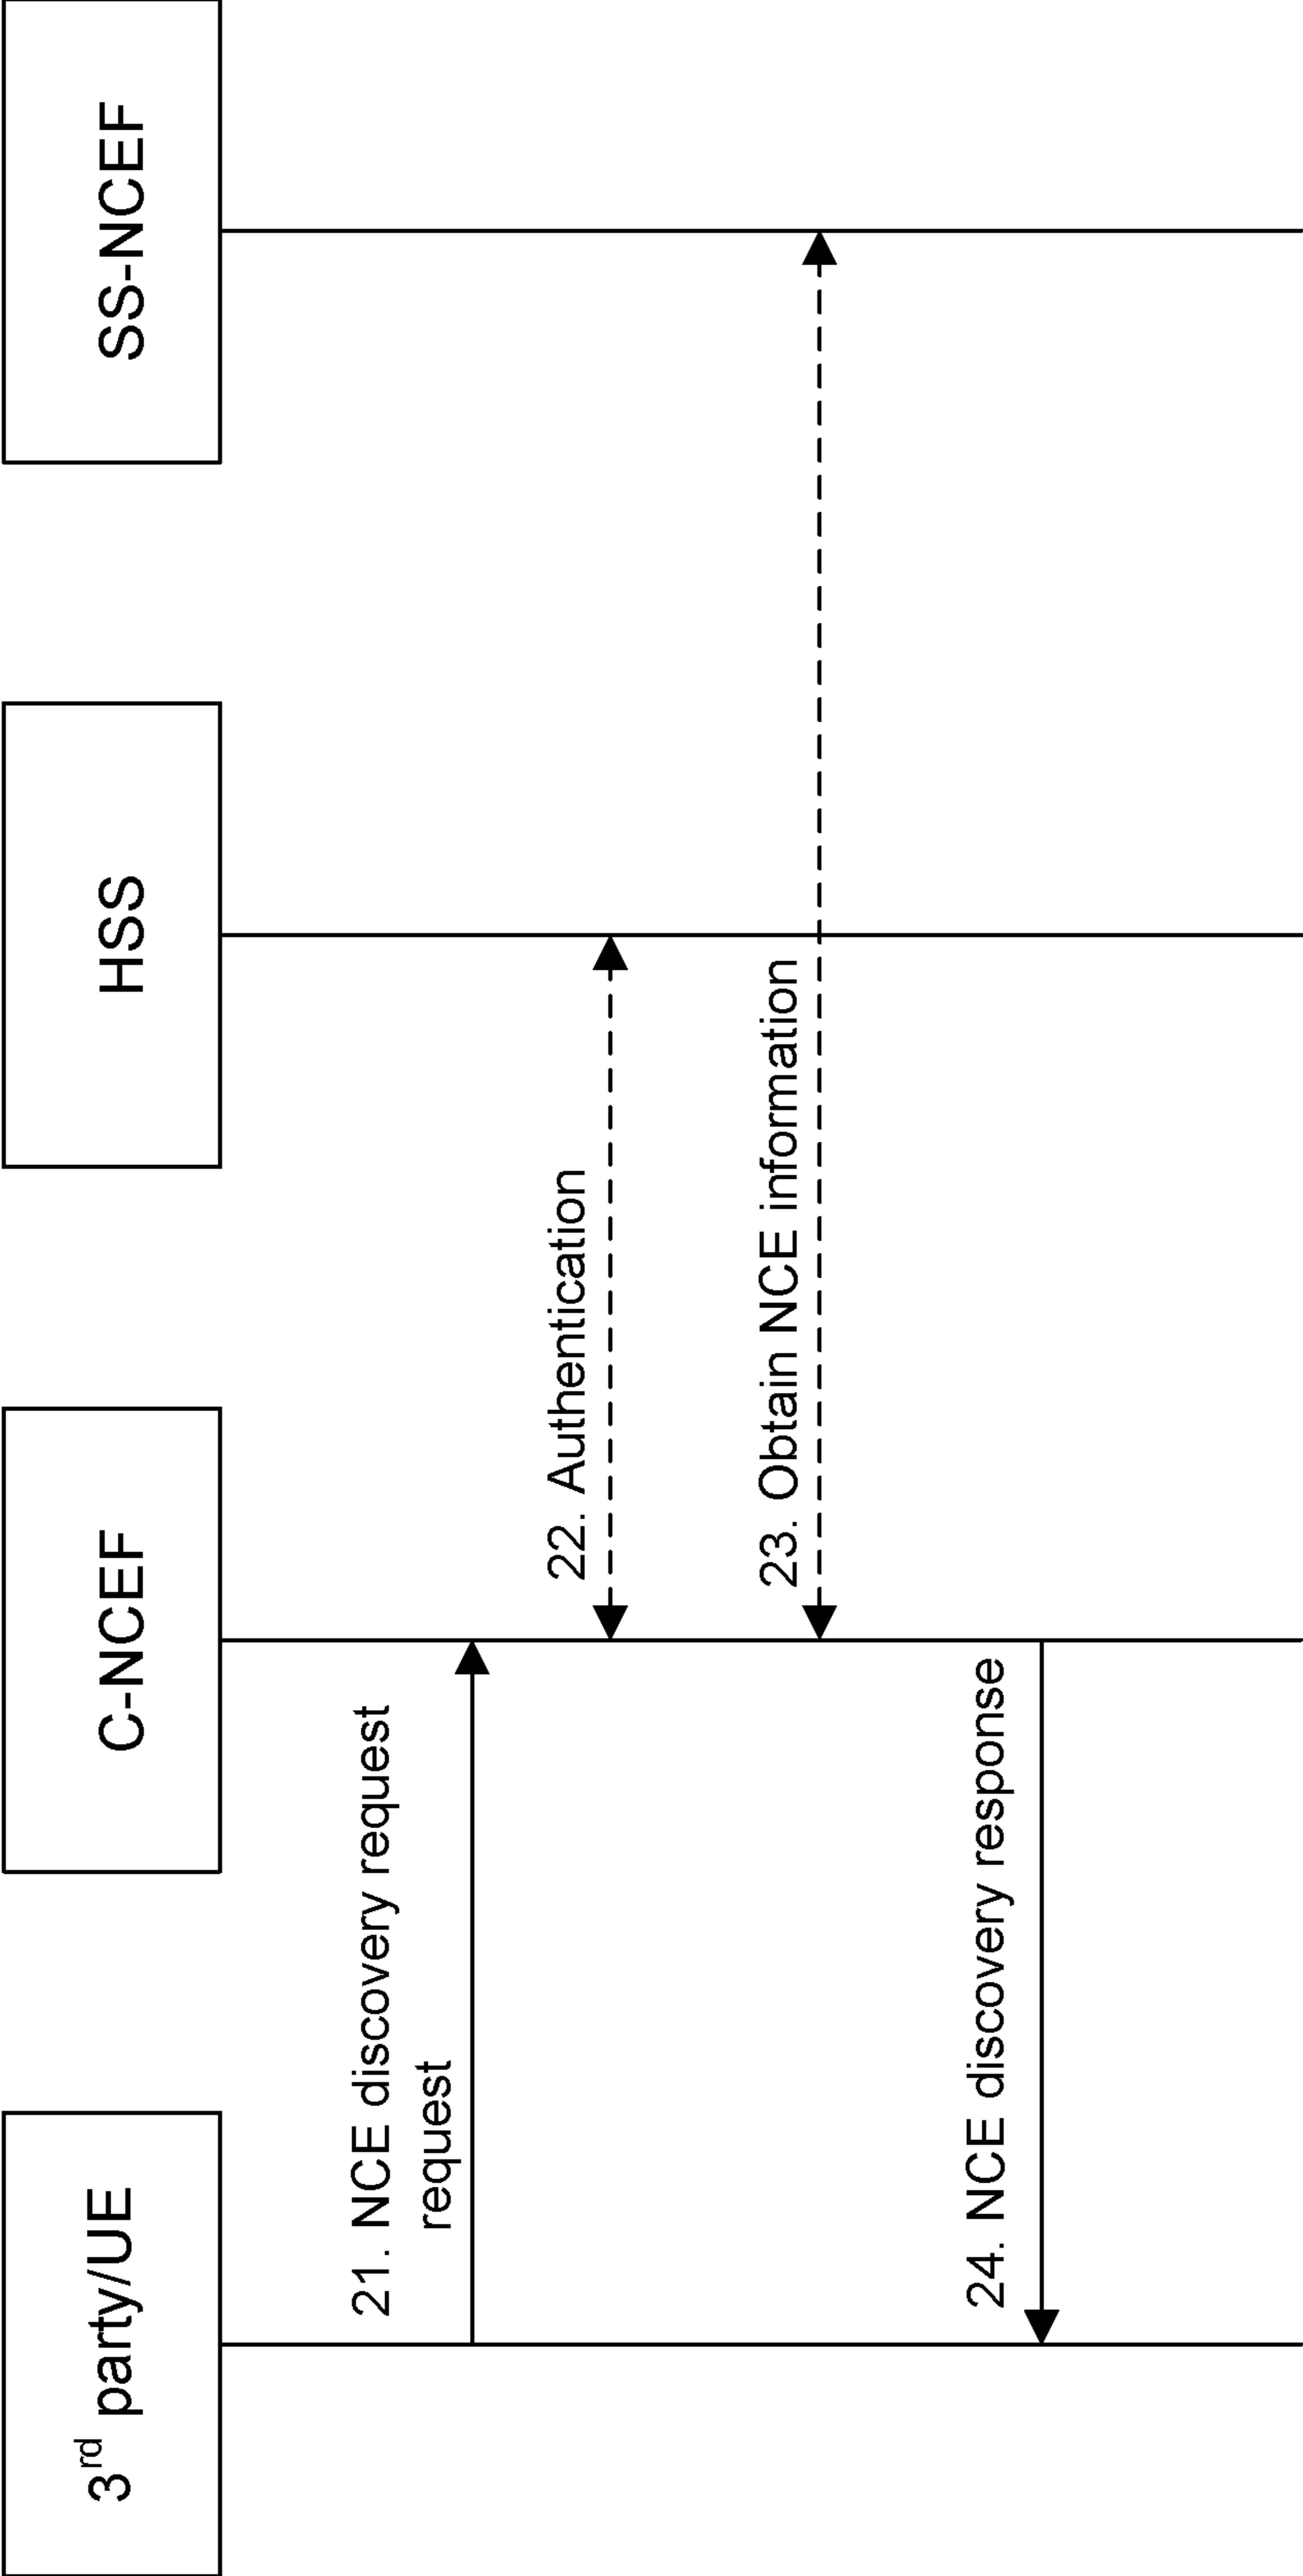 3rd party/UE
C-NCEF
HSS
SS-NCEF
21. NCE discovery request
request
22. Authentication
23. Obtain NCE information
24. NCE discovery response